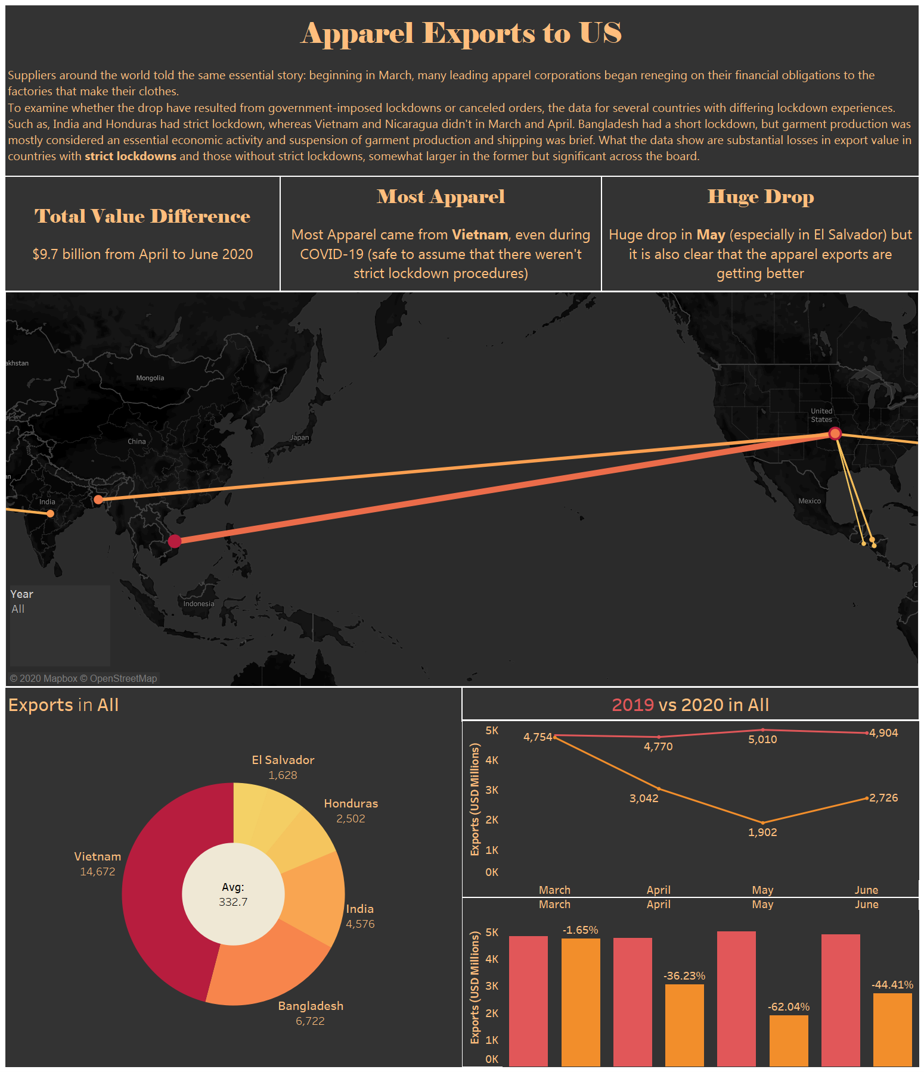 Apparel Exports to US
Suppliers around the world told the same essential story: beginning in March, many leading apparel corporations began reneging on their financial obligations to the
factories that make their clothes.
To examine whether the drop have resulted from government-imposed lockdowns or canceled orders, the data for several countries with differing lockdown experiences.
Such as, India and Honduras had strict lockdown, whereas Vietnam and Nicaragua didn't in March and April. Bangladesh had a short lockdown, but garment production was
mostly considered an essential economic activity and suspension of garment production and shipping was brief. What the data show are substantial losses in export value in
countries with strict lockdowns and those without strict lockdowns, somewhat larger in the former but significant across the board.
Total Value Difference
$9.7 billion from April to June 2020
Most Apparel
Most Apparel came from Vietnam, even during
COVID-19 (safe to assume that there weren't
strict lockdown procedures)
Huge Drop
Huge drop in May (especially in El Salvador) but
it is also clear that the apparel exports are
getting better
akhstan
Mongolia
China
Japan
India
an
Indonesia
United
States
Mexico
C
Year
All
© 2020 Mapbox © OpenStreetMap
Exports in All
El Salvador
1,628
Honduras
2,502
Vietnam
14,672
Avg:
332.7
India
4,576
Bangladesh
6,722
2019 vs 2020 in All
Exports (USD Millions)
5K
4K
3K
2K
1K
0K
4,754
4,770
5,010
4,904
3,042
1,902
2,726
March
April
May
June
March
April
May
June
Exports (USD Millions)
5K
4K
3K
2K
1K
0K
-1.65%
-36.23%
-62.04%
-44.41%